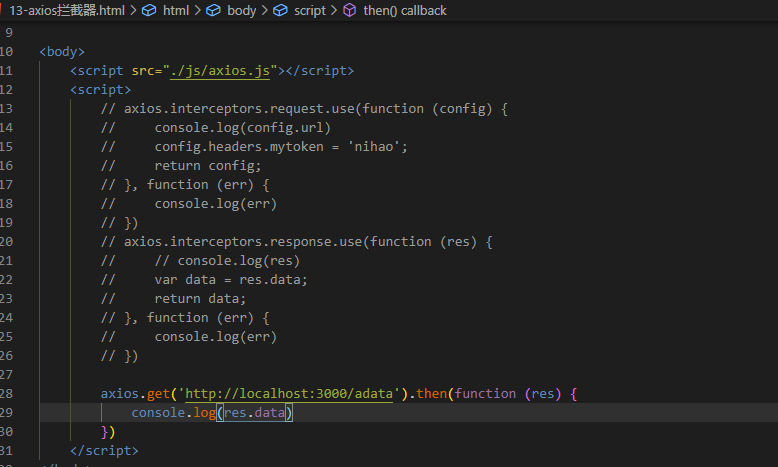 13-axios拦截器.html > html > body > script > then() callback
9
10 <body>
11     <script src="./js/axios.js"></script>
12     <script>
13         // axios.interceptors.request.use(function (config) {
14         //     console.log(config.url)
15         //     config.headers.mytoken = 'nihao';
16         //     return config;
17         // }, function (err) {
18         //     console.log(err)
19         // })
20         // axios.interceptors.response.use(function (res) {
21         //     // console.log(res)
22         //     var data = res.data;
23         //     return data;
24         // }, function (err) {
25         //     console.log(err)
26         // })
27
28         axios.get('http://localhost:3000/adata').then(function (res) {
29             console.log(res.data)
30         })
31     </script>